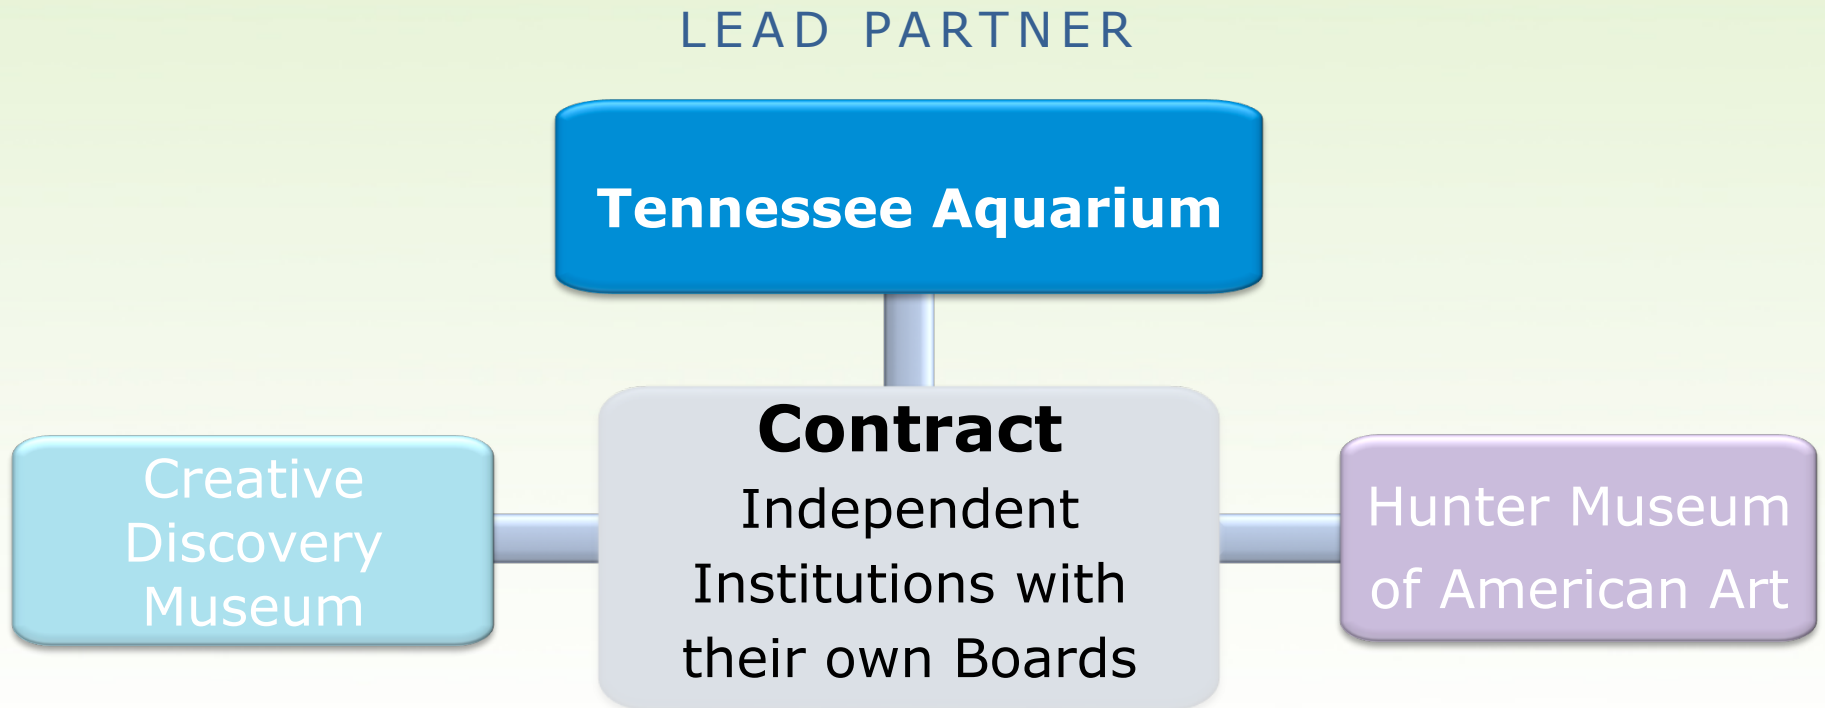 LEAD PARTNER
Tennessee Aquarium
Contract
Independent
Institutions with
their own Boards
Creative
Discovery
Museum
Hunter Museum
of American Art